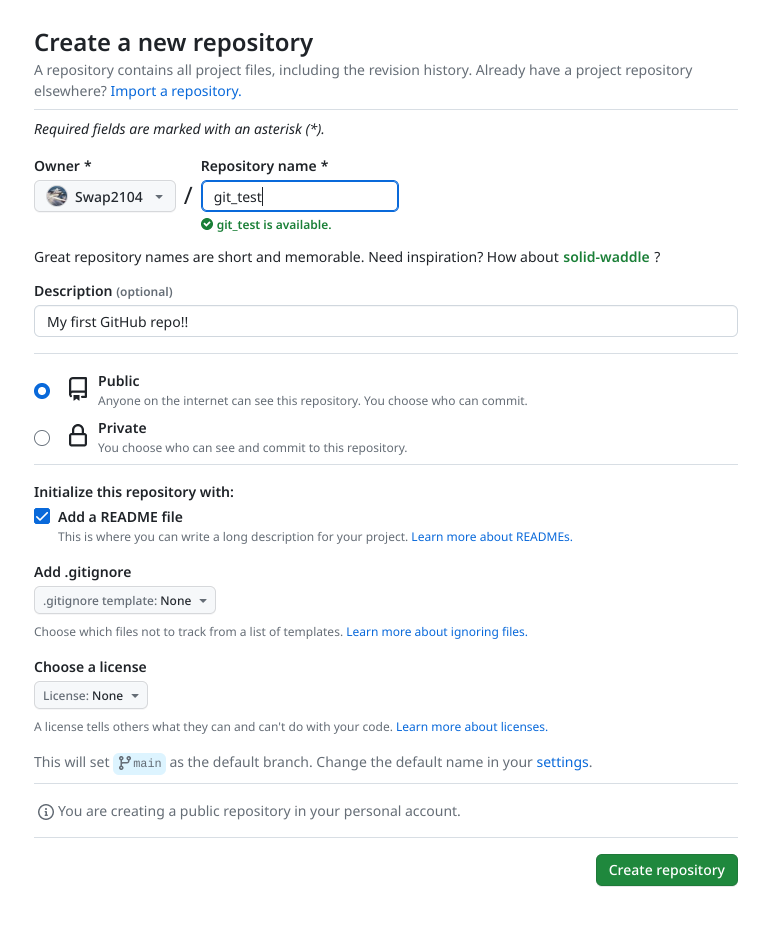 Create a new repository
A repository contains all project files, including the revision history. Already have a project repository
elsewhere? Import a repository.
Required fields are marked with an asterisk (*).
Owner * Repository name *
Swap2104 / git_test
git_test is available.
Great repository names are short and memorable. Need inspiration? How about solid-waddle ?
Description (optional)
My first GitHub repo!!
Public
Anyone on the internet can see this repository. You choose who can commit.
Private
You choose who can see and commit to this repository.
Initialize this repository with:
Add a README file
This is where you can write a long description for your project. Learn more about READMEs.
Add .gitignore
.gitignore template: None
Choose which files not to track from a list of templates. Learn more about ignoring files.
Choose a license
License: None
A license tells others what they can and can't do with your code. Learn more about licenses.
This will set main as the default branch. Change the default name in your settings.
You are creating a public repository in your personal account.
Create repository